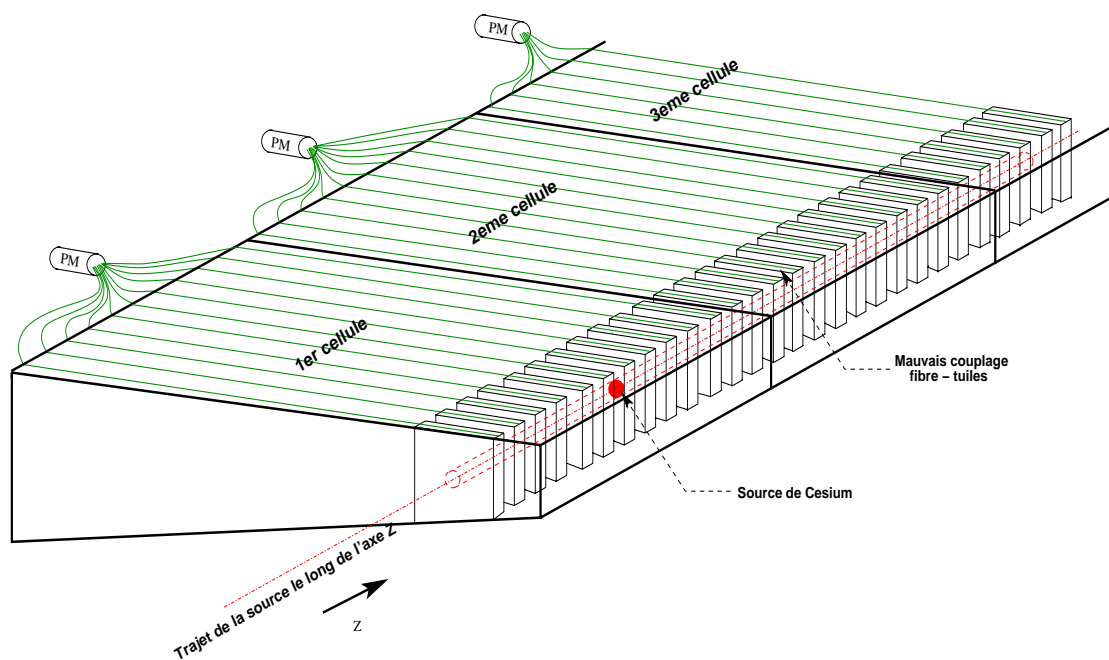 PM
3eme cellule
PM
2eme cellule
PM
1er cellule
Mauvais couplage
fibre – tuiles
Source de Cesium
Trajet de la source le long de l'axe Z
Z